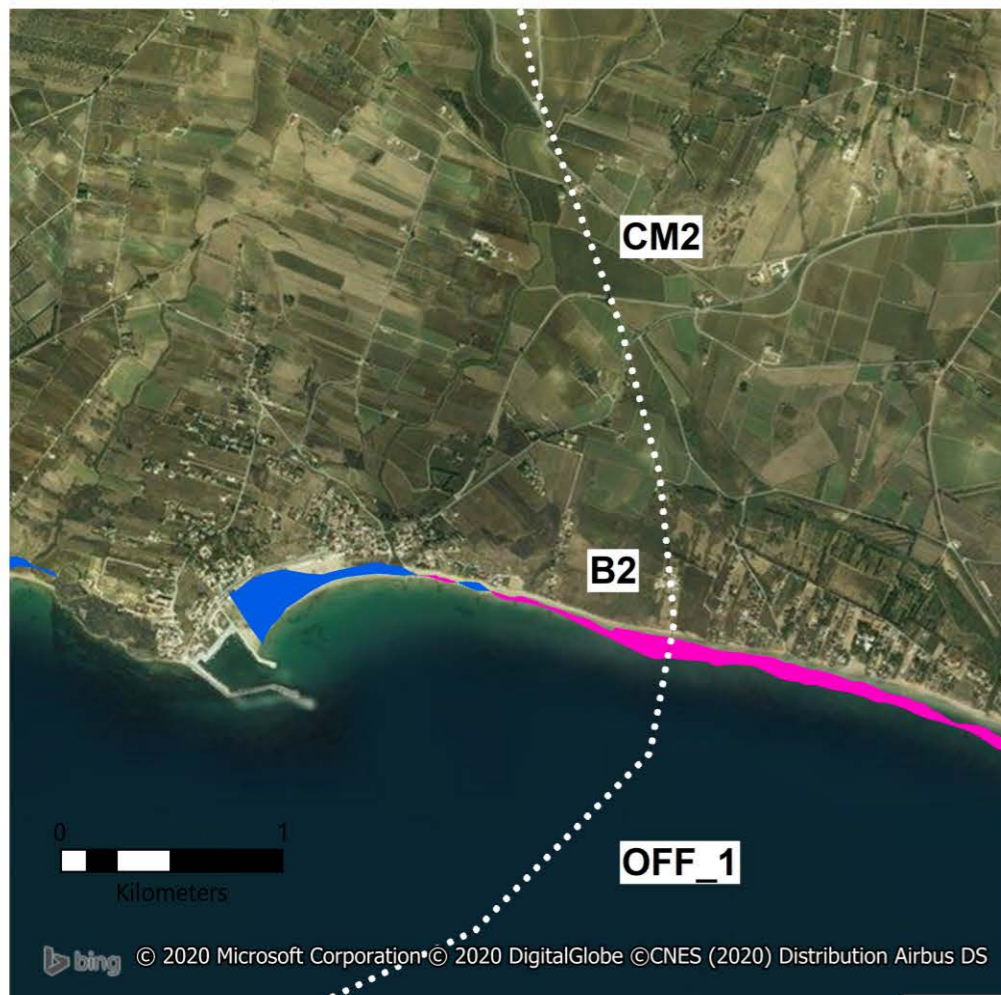 CM2
B2
OFF_1
0 1
Kilometers
bing © 2020 Microsoft Corporation © 2020 DigitalGlobe ©CNES (2020) Distribution Airbus DS